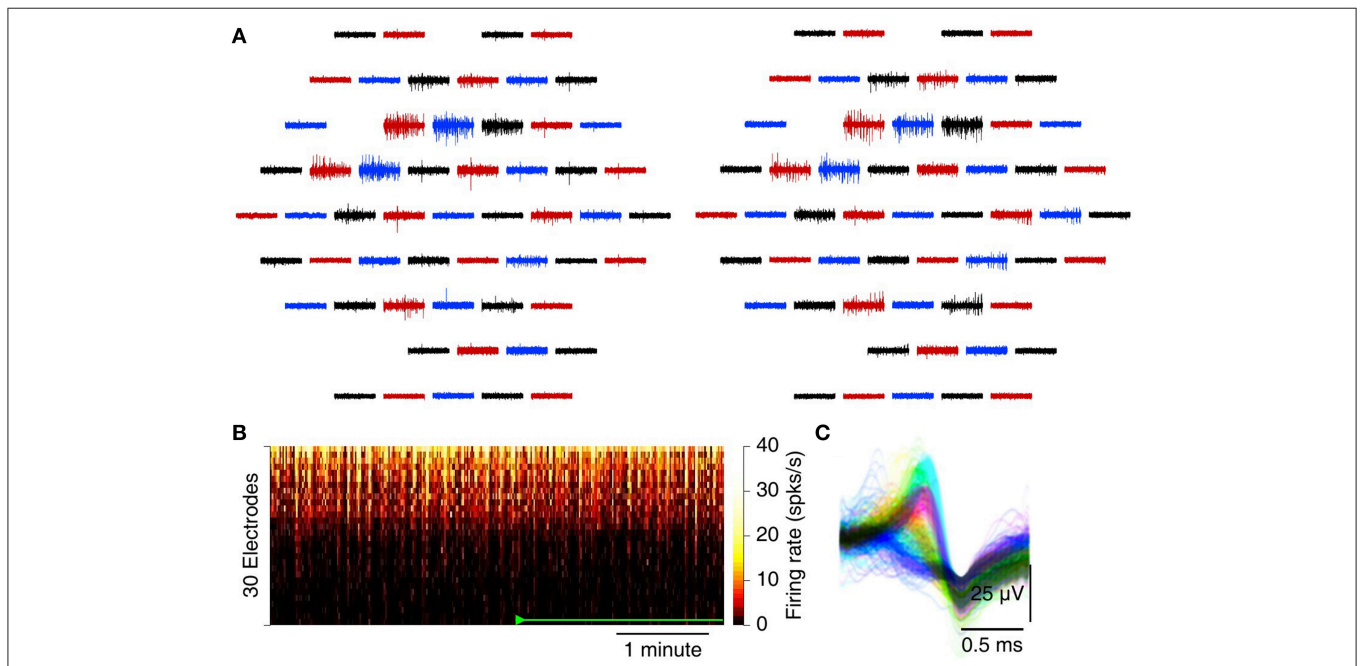 A
B
C
30 Electrodes
40
30
20
10
0
Firing rate (spks/s)
1 minute
25 µV
0.5 ms